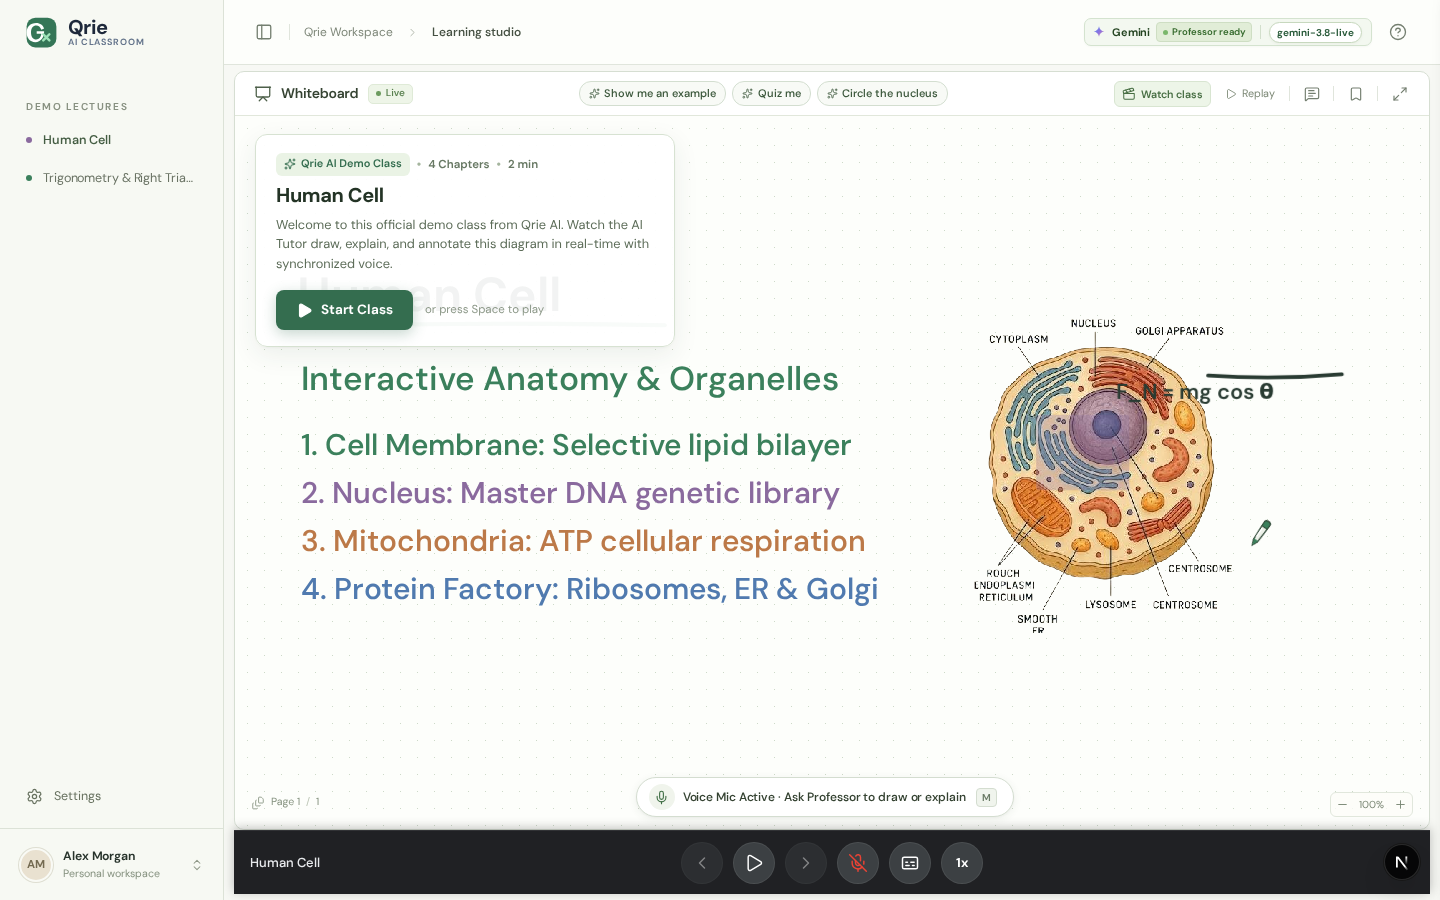 Qrie
AI CLASSROOM
DEMO LECTURES
Human Cell
Trigonometry & Right Tria...
Settings
AM
Alex Morgan
Personal workspace
Qrie Workspace
Learning studio
Gemini
Professor ready
gemini-3.8-live
Whiteboard
Live
Show me an example
Quiz me
Circle the nucleus
Watch class
Replay
Qrie AI Demo Class • 4 Chapters • 2 min
Human Cell
Welcome to this official demo class from Qrie AI. Watch the AI
Tutor draw, explain, and annotate this diagram in real-time with
synchronized voice.
Human Cell
Start Class
or press Space to play
Interactive Anatomy & Organelles
1. Cell Membrane: Selective lipid bilayer
2. Nucleus: Master DNA genetic library
3. Mitochondria: ATP cellular respiration
4. Protein Factory: Ribosomes, ER & Golgi
NUCLEUS
CYTOPLASM
GOLGI APPARATUS
F_N = mg cos θ
CENTROSOME
ROUCH
ENDOPLASMI
RETICULUM
LYSOSOME
CENTROSOME
SMOOTH
ER
Page 1 / 1
Voice Mic Active · Ask Professor to draw or explain
M
100%
Human Cell
1x
N